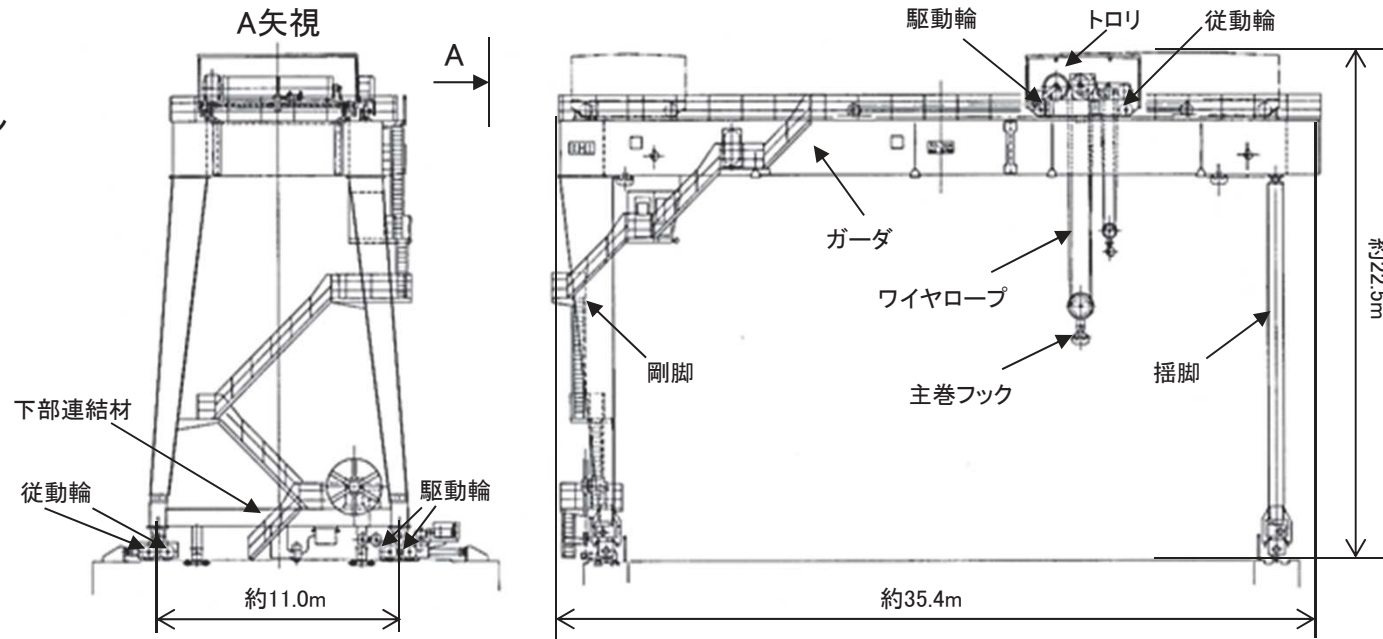 A矢視
A
駆動輪
トロリ
従動輪
ガーダ
ワイヤロープ
剛脚
主巻フック
揺脚
約22.5m
下部連結材
従動輪
駆動輪
約11.0m
約35.4m